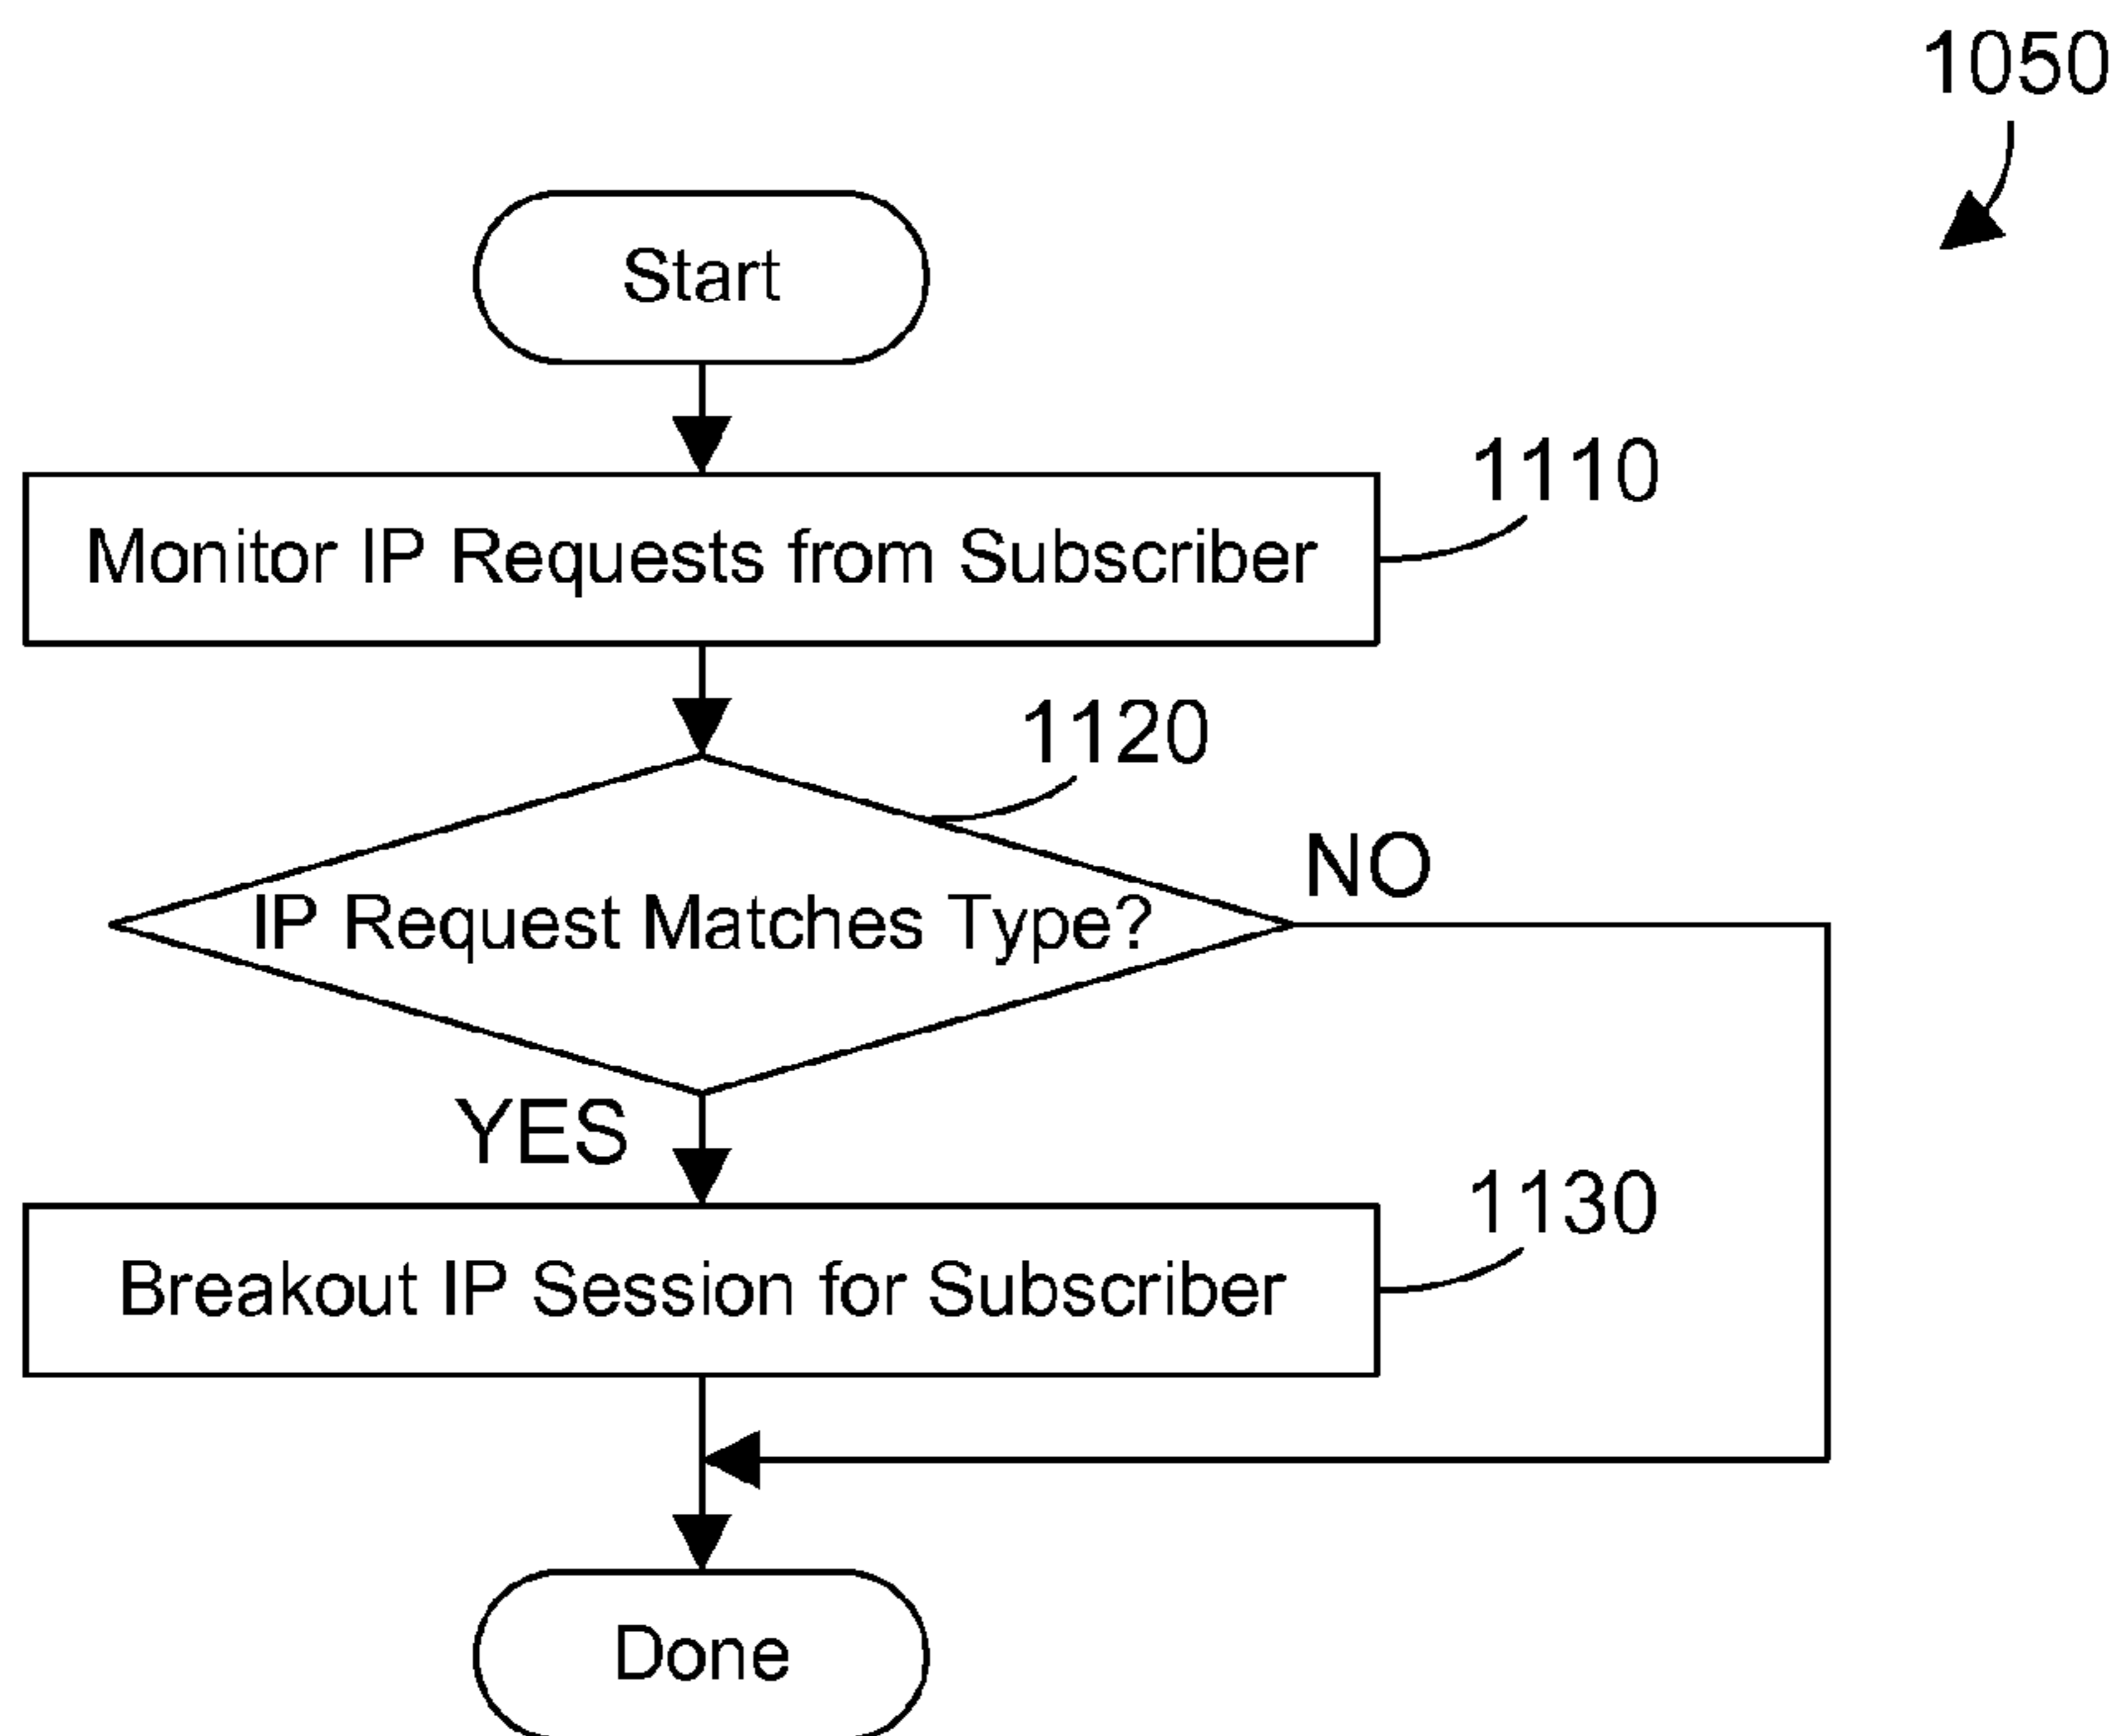 1050
Start
1110
Monitor IP Requests from Subscriber
1120
NO
IP Request Matches Type?
YES
1130
Breakout IP Session for Subscriber
Done